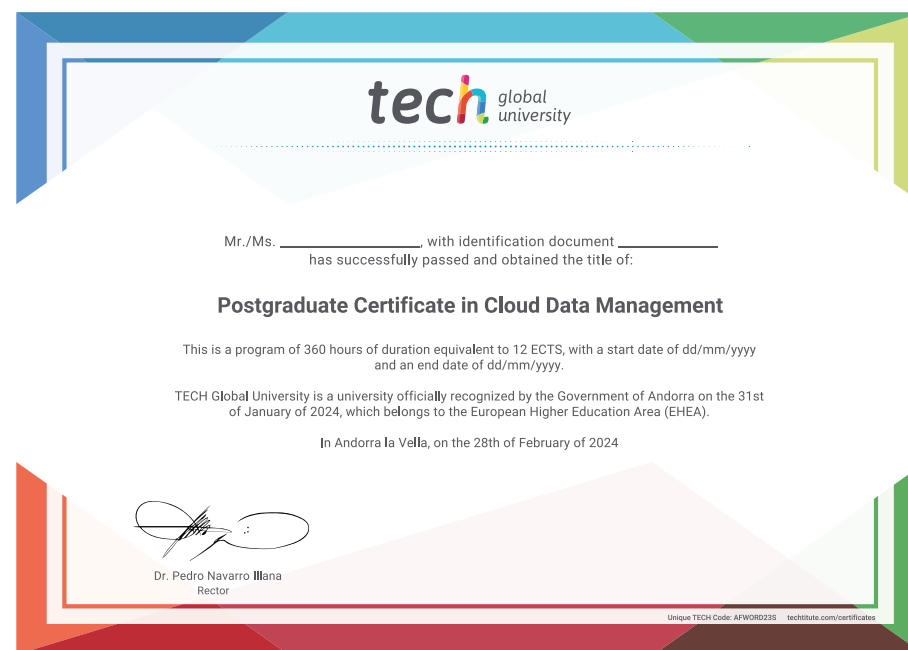 tech global university
Mr./Ms. ____________, with identification document ____________
has successfully passed and obtained the title of:
Postgraduate Certificate in Cloud Data Management
This is a program of 360 hours of duration equivalent to 12 ECTS, with a start date of dd/mm/yyyy
and an end date of dd/mm/yyyy.
TECH Global University is a university officially recognized by the Government of Andorra on the 31st
of January of 2024, which belongs to the European Higher Education Area (EHEA).
In Andorra la Vella, on the 28th of February of 2024
Dr. Pedro Navarro Illana
Rector
Unique TECH Code: AFWORD23S techtitute.com/certificates